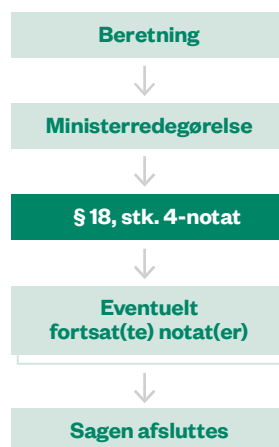 Beretning
Ministerredegørelse
§ 18, stk. 4-notat
Eventuelt
fortsat(te) notat(er)
Sagen afsluttes